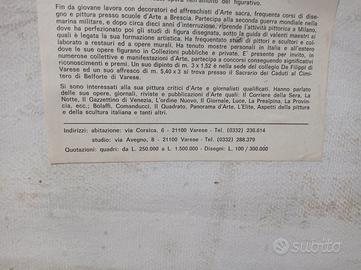 Fin da giovane lavora con decoratori ed affreschisti d'Arte sacra, frequenta corsi di dise-
gno e pittura presso scuole d'Arte a Brescia. Partecipa alla seconda guerra mondiale nella
marina militare, e dopo circa dieci anni d'interruzione, riprende l'attività pittorica a Milano,
dove ha perfezionato poi gli studi di figura disegnata, sotto la guida di valenti maestri ai
quali è legata la sua formazione artistica. Ha frequentato studi di pittori e scultori e col-
laborato a restauri ed a opere murali. Ha tenuto mostre personali in Italia e all'estero
dove le sue opere figurano in Collezioni pubbliche e private. È presente in numerose
numerose collettive e manifestazioni d'Arte, partecipa a concorsi conseguendo significativi
riconoscimenti e premi. Un suo dipinto di m. 3 x 1,52 è nella sede del collegio De Filippi di
Varese ed un suo affresco di m. 5,40 x 3 si trova presso il Sacrario dei Caduti al Cimi-
tero di Belforte di Varese.
Si sono interessati alla sua pittura critici d'Arte e giornalisti qualificati. Hanno parlato
delle sue opere, giornali, riviste e pubblicazioni d'Arte quali: Il Corriere della Sera, La
Notte, Il Gazzettino di Venezia, L'Ordine Nuovo, Il Giornale, Luce, La Prealpina, La Provin-
cia, ecc.; Bolaffi, Comanducci, Il Quadrato, Panorama d'Arte, L'Elite, Aspetti della pittura
e della scultura italiana e tanti altri.
Indirizzi: abitazione: via Corsica, 6 - 21100 Varese - Tel. (0332) 230.614
studio: via Avegno, 8 - 21100 Varese - Tel. (0332) 288.379
Quotazioni: quadri: da L. 250.000 a L. 1.500.000 - Disegni: L. 100/300.000
subito